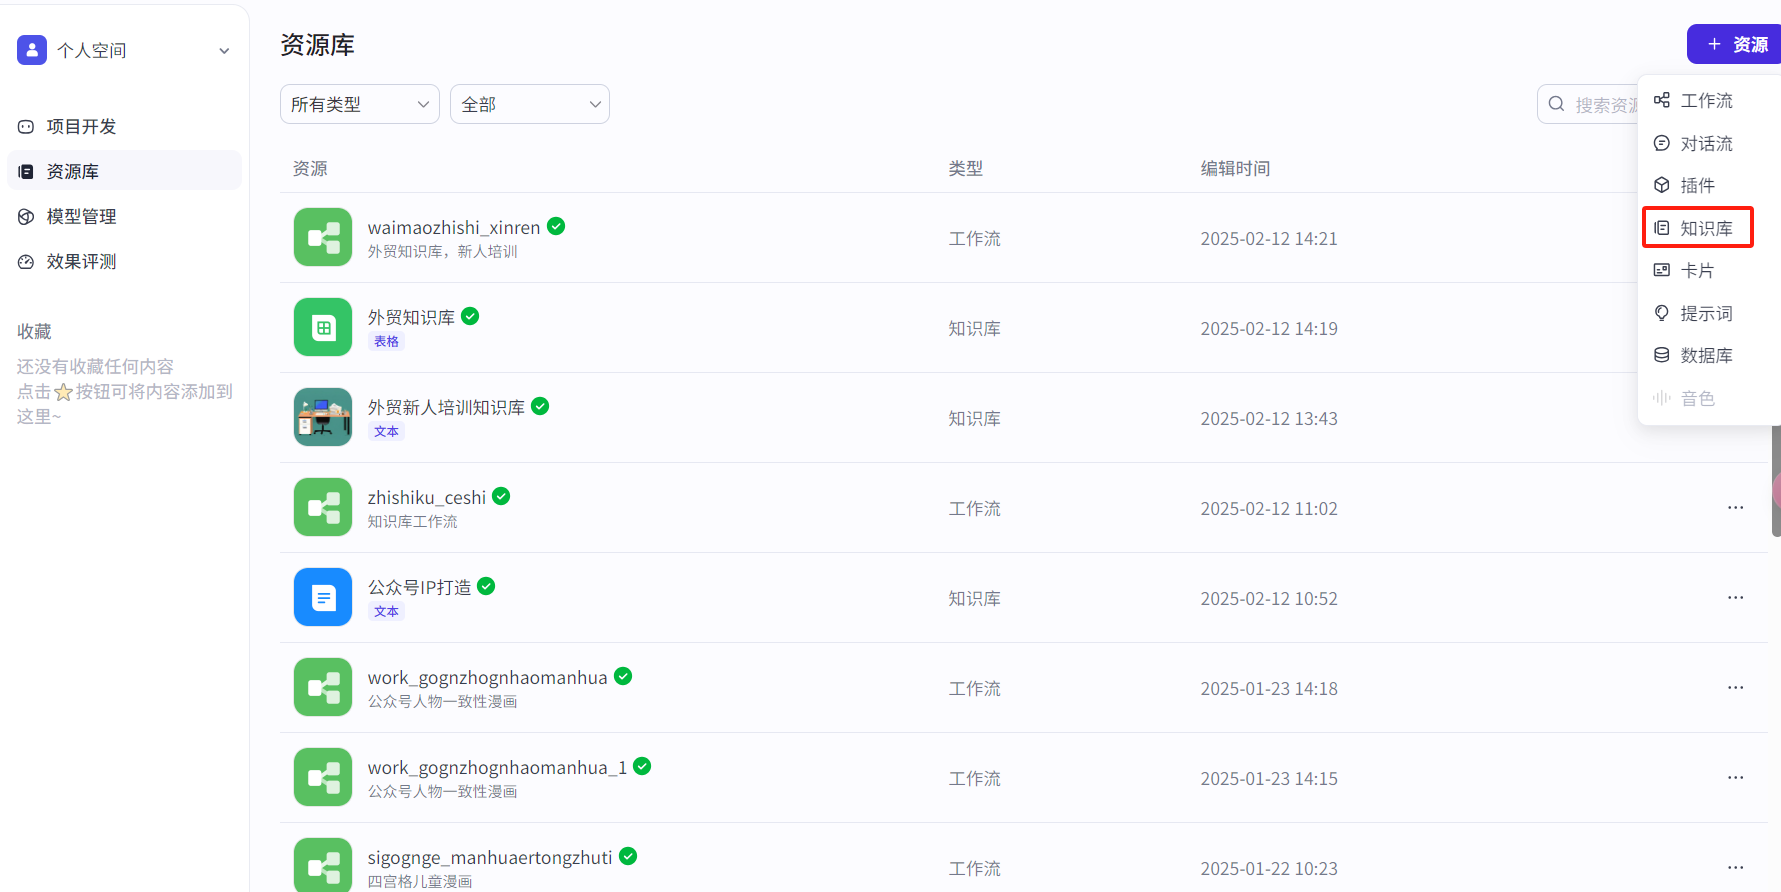 个人空间
项目开发
资源库
模型管理
效果评测
收藏
还没有收藏任何内容
点击⭐按钮可将内容添加到
这里~
资源库
+ 资源
所有类型
全部
搜索资源
工作流
对话流
插件
知识库
卡片
提示词
数据库
音色
资源 类型 编辑时间
waimaozhishi_xinren
外贸知识库，新人培训
工作流 2025-02-12 14:21
外贸知识库
表格
知识库 2025-02-12 14:19
外贸新人培训知识库
文本
知识库 2025-02-12 13:43
zhishiku_ceshi
知识库工作流
工作流 2025-02-12 11:02
公众号IP打造
文本
知识库 2025-02-12 10:52
work_gognzhognhaomanhua
公众号人物一致性漫画
工作流 2025-01-23 14:18
work_gognzhognhaomanhua_1
公众号人物一致性漫画
工作流 2025-01-23 14:15
sigognge_manhuaertongzhuti
四宫格儿童漫画
工作流 2025-01-22 10:23